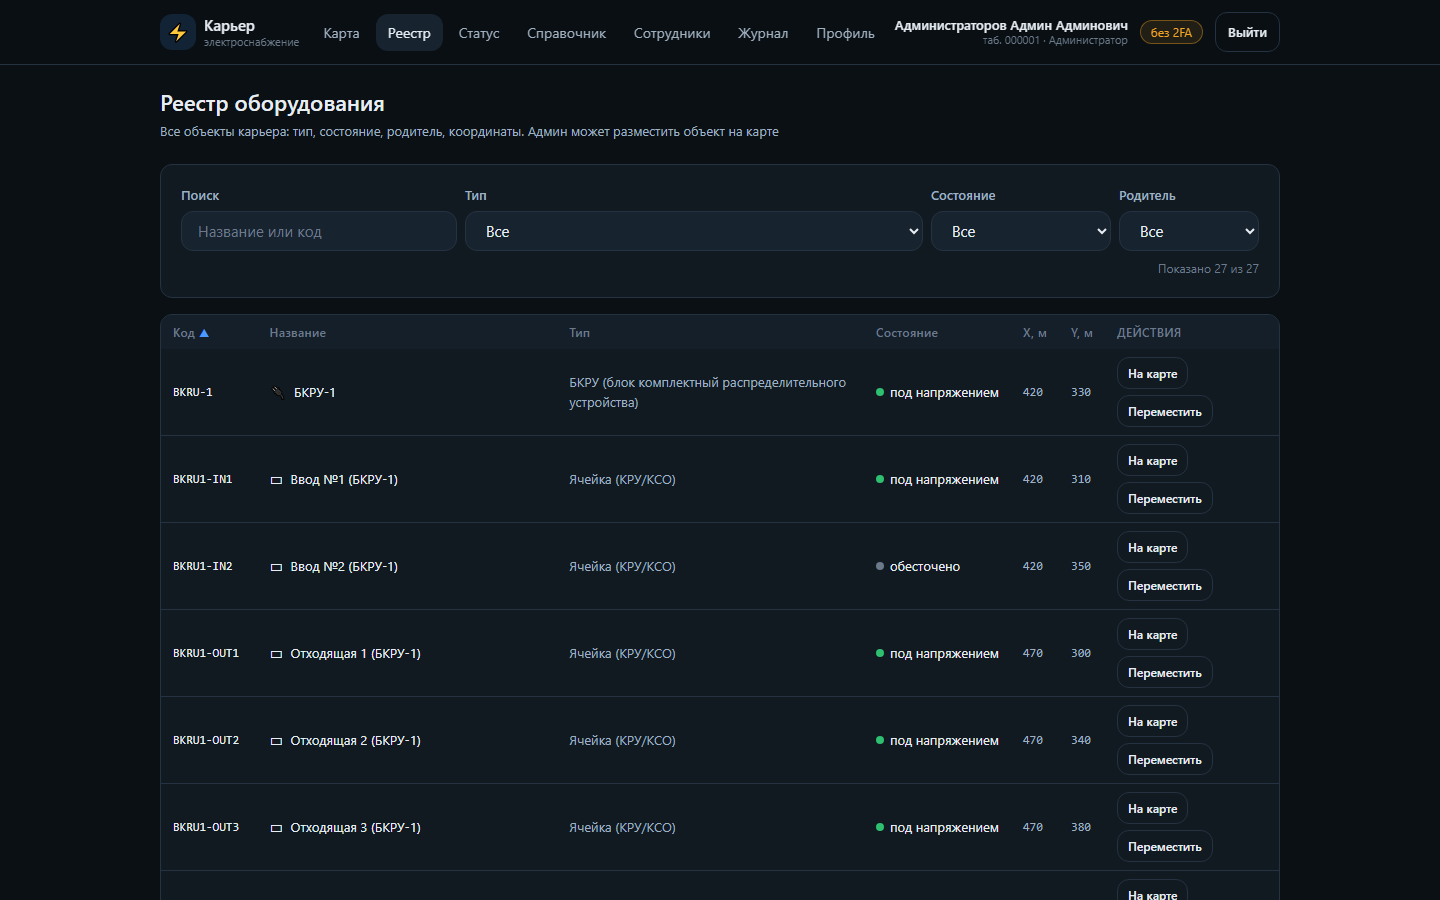 Карьер
электроснабжение
Карта
Реестр
Статус
Справочник
Сотрудники
Журнал
Профиль
Администраторов Админ Админович
таб. 000001 · Администратор
без 2FA
Выйти
Реестр оборудования
Все объекты карьера: тип, состояние, родитель, координаты. Админ может разместить объект на карте
Поиск
Тип
Состояние
Родитель
Название или код
Все
Все
Все
Показано 27 из 27
Код ▲ Название Тип Состояние X, м Y, м ДЕЙСТВИЯ
BKRU-1 БКРУ-1 БКРУ (блок комплектный распределительного
устройства) под напряжением 420 330 На карте
Переместить
BKRU1-IN1 Ввод №1 (БКРУ-1) Ячейка (КРУ/КСО) под напряжением 420 310 На карте
Переместить
BKRU1-IN2 Ввод №2 (БКРУ-1) Ячейка (КРУ/КСО) обесточено 420 350 На карте
Переместить
BKRU1-OUT1 Отходящая 1 (БКРУ-1) Ячейка (КРУ/КСО) под напряжением 470 300 На карте
Переместить
BKRU1-OUT2 Отходящая 2 (БКРУ-1) Ячейка (КРУ/КСО) под напряжением 470 340 На карте
Переместить
BKRU1-OUT3 Отходящая 3 (БКРУ-1) Ячейка (КРУ/КСО) под напряжением 470 380 На карте
Переместить
На карте